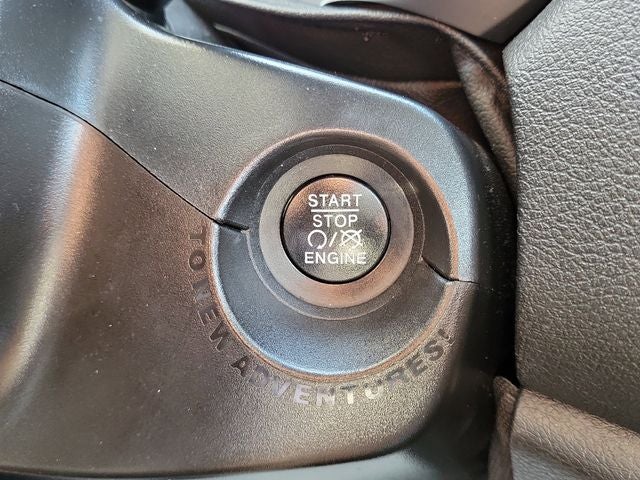 START
STOP
ENGINE
TO NEW ADVENTURES!